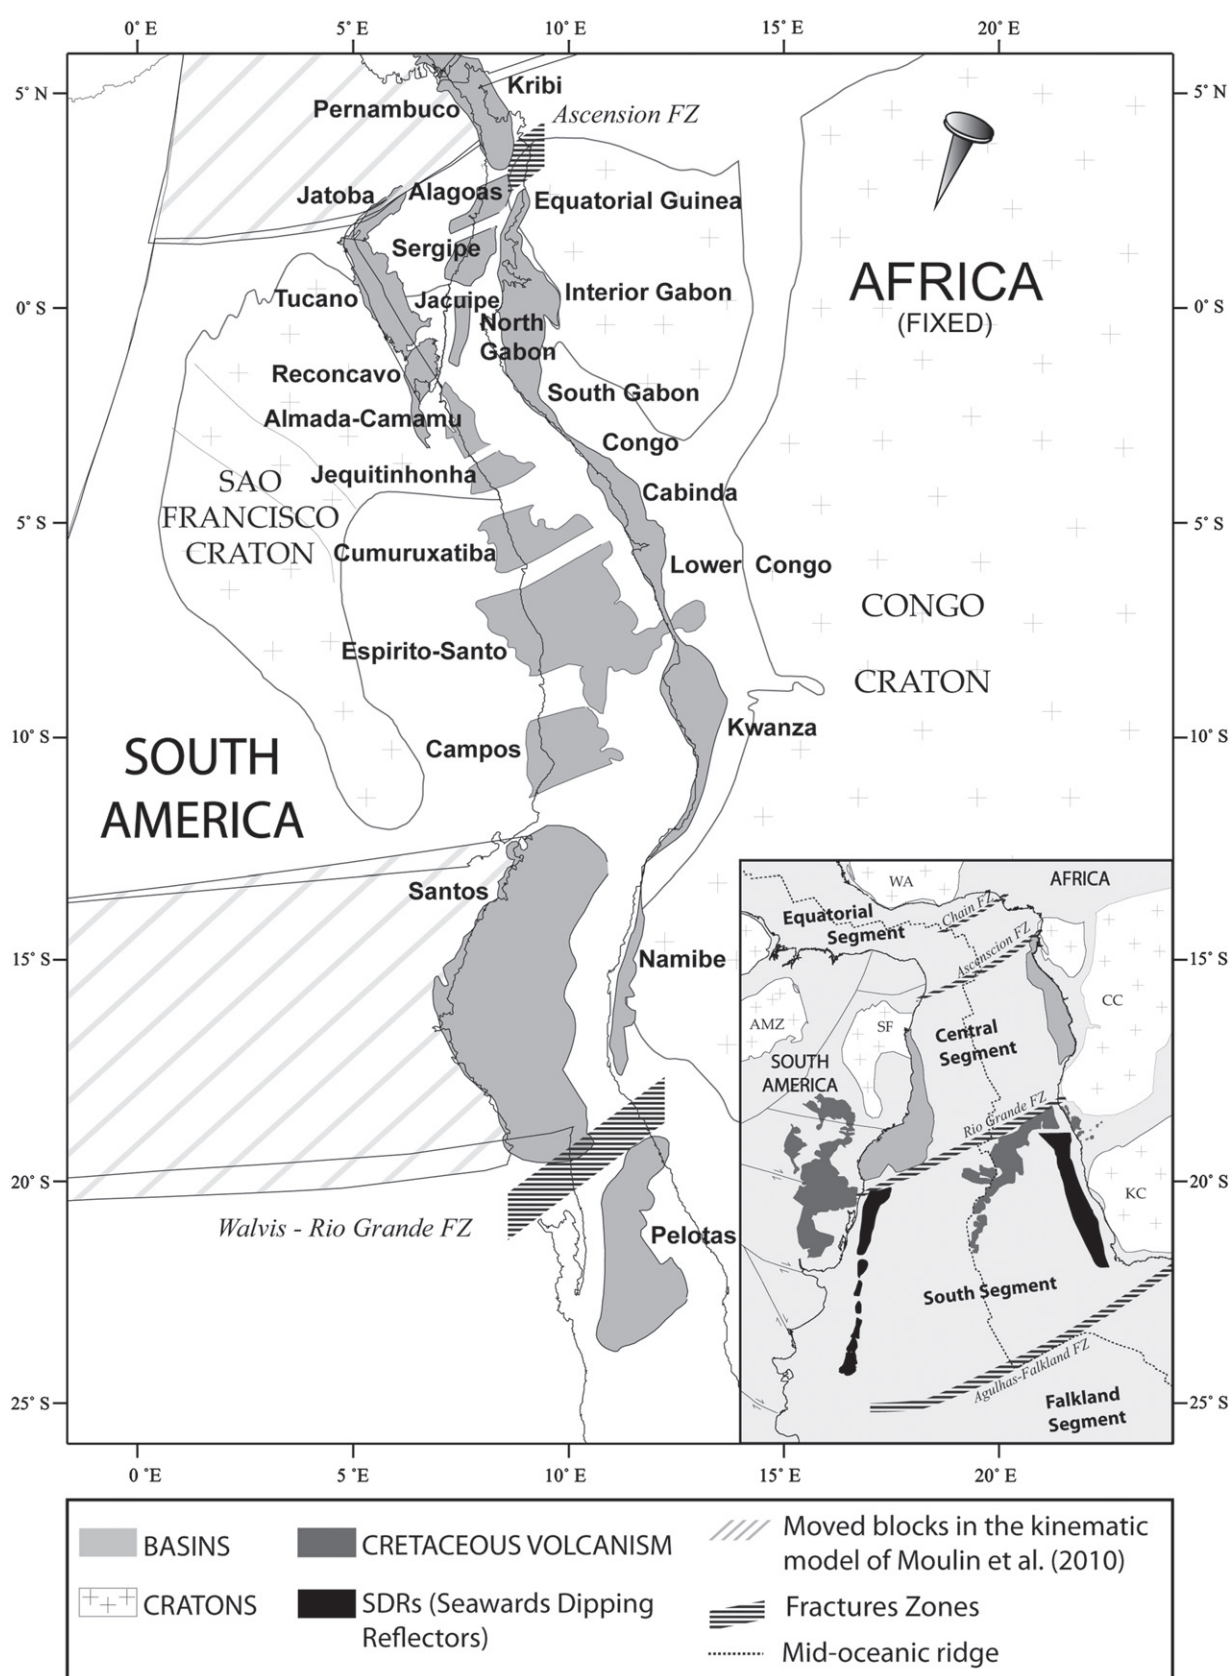 0° E 5° E 10° E 15° E 20° E
5° N
5° N
Kribi
Pernambuco
Ascension FZ
Jatoba
Alagoas
Equatorial Guinea
Sergipe
AFRICA
(FIXED)
Tucano
Jacuipe
Interior Gabon
0° S
0° S
North
Gabon
Reconcavo
South Gabon
Almada-Camamu
Congo
Jequitinhonha
SAO
FRANCISCO
CRATON
Cabinda
5° S
5° S
Cumuruxatiba
Lower Congo
CONGO
CRATON
Espirito-Santo
Kwanza
10° S
10° S
Campos
SOUTH
AMERICA
Santos
Namibe
15° S
15° S
20° S
20° S
Walvis - Rio Grande FZ
Pelotas
25° S
25° S
WA
AFRICA
Equatorial
Segment
Chain FZ
Ascenscion FZ
CC
AMZ
SF
Central
Segment
SOUTH
AMERICA
Rio Grande FZ
KC
South Segment
Agulhas-Falkland FZ
Falkland
Segment
0° E 5° E 10° E 15° E 20° E
BASINS
CRATONS
CRETACEOUS VOLCANISM
SDRs (Seawards Dipping
Reflectors)
Moved blocks in the kinematic
model of Moulin et al. (2010)
Fractures Zones
Mid-oceanic ridge